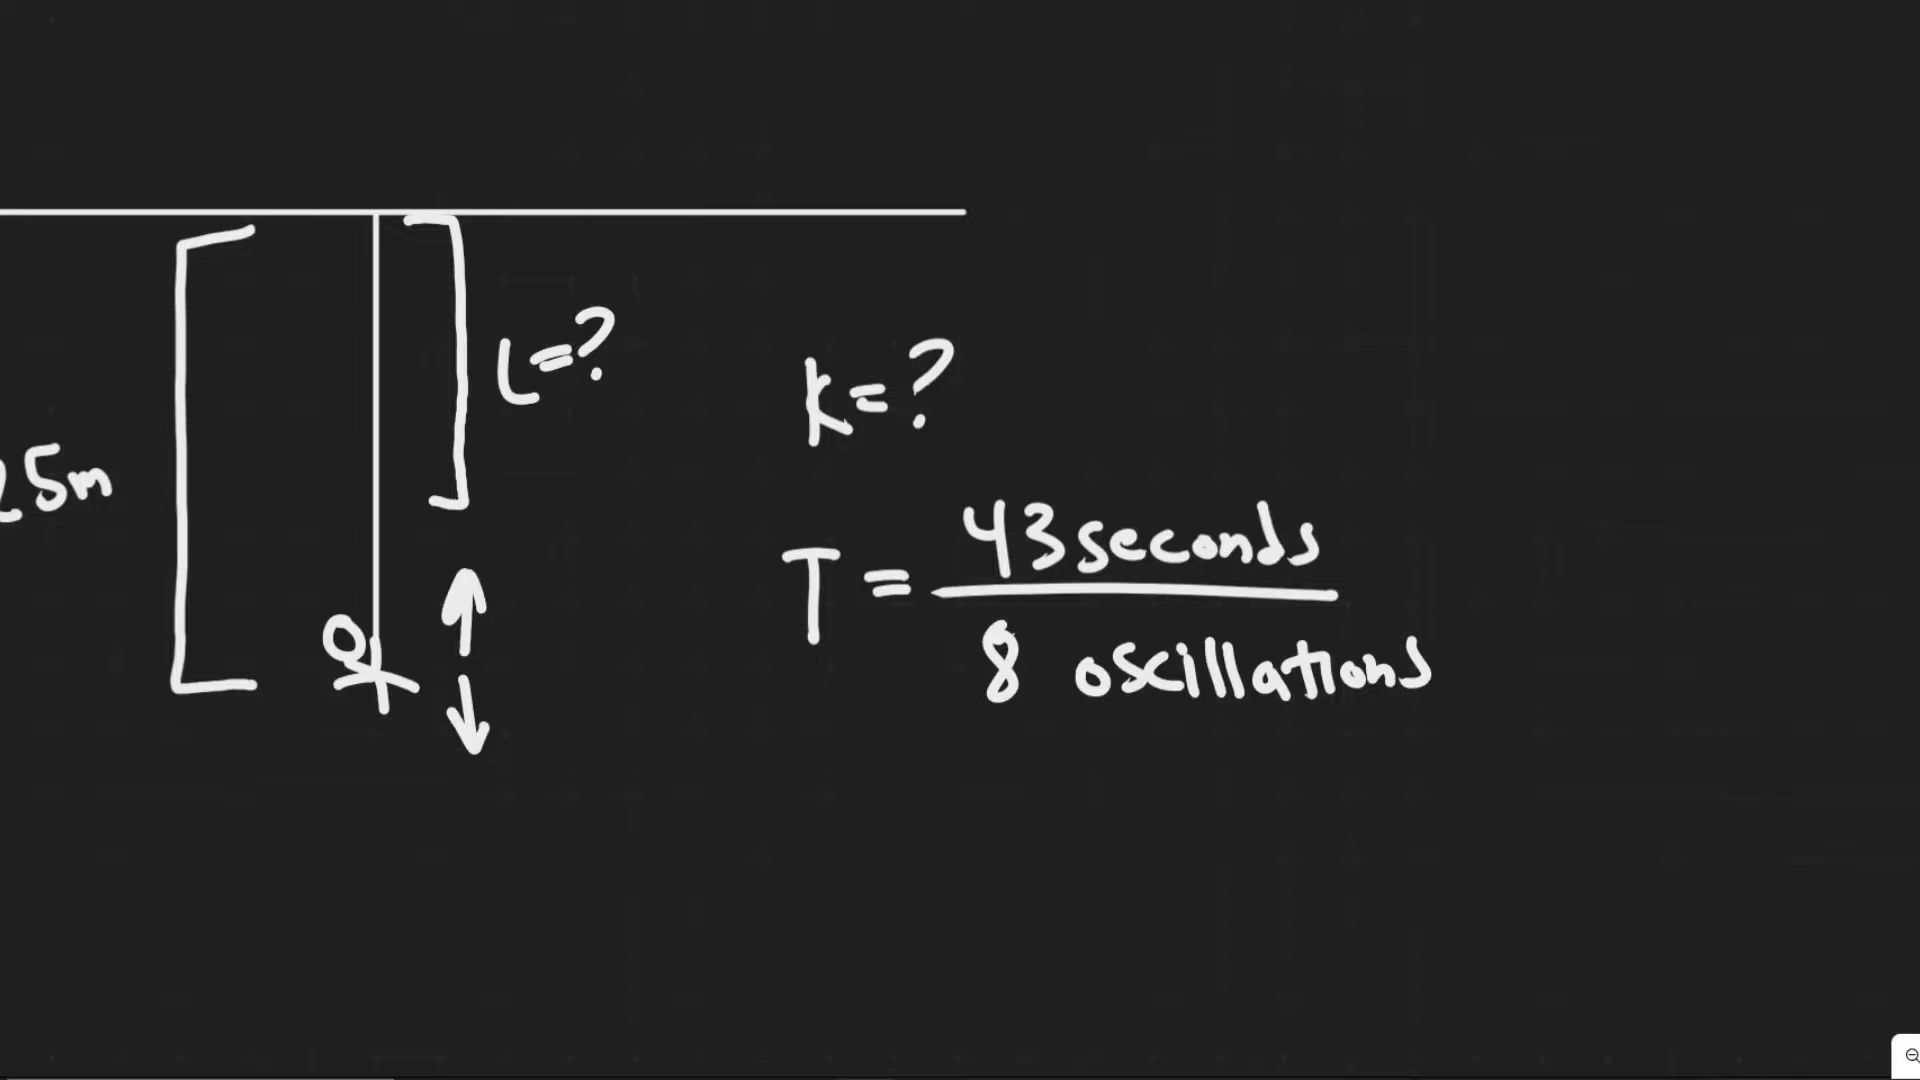 L=?
k=?
25m
T = 43 seconds
8 oscillations